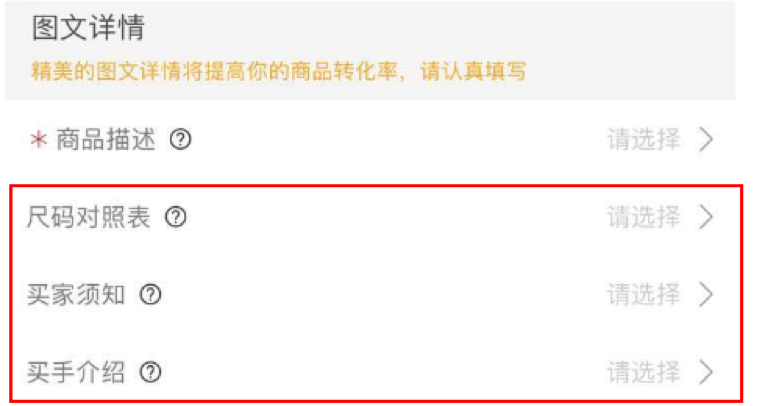 图文详情
精美的图文详情将提高你的商品转化率，请认真填写
* 商品描述 ? 请选择 >
尺码对照表 ? 请选择 >
买家须知 ? 请选择 >
买手介绍 ? 请选择 >